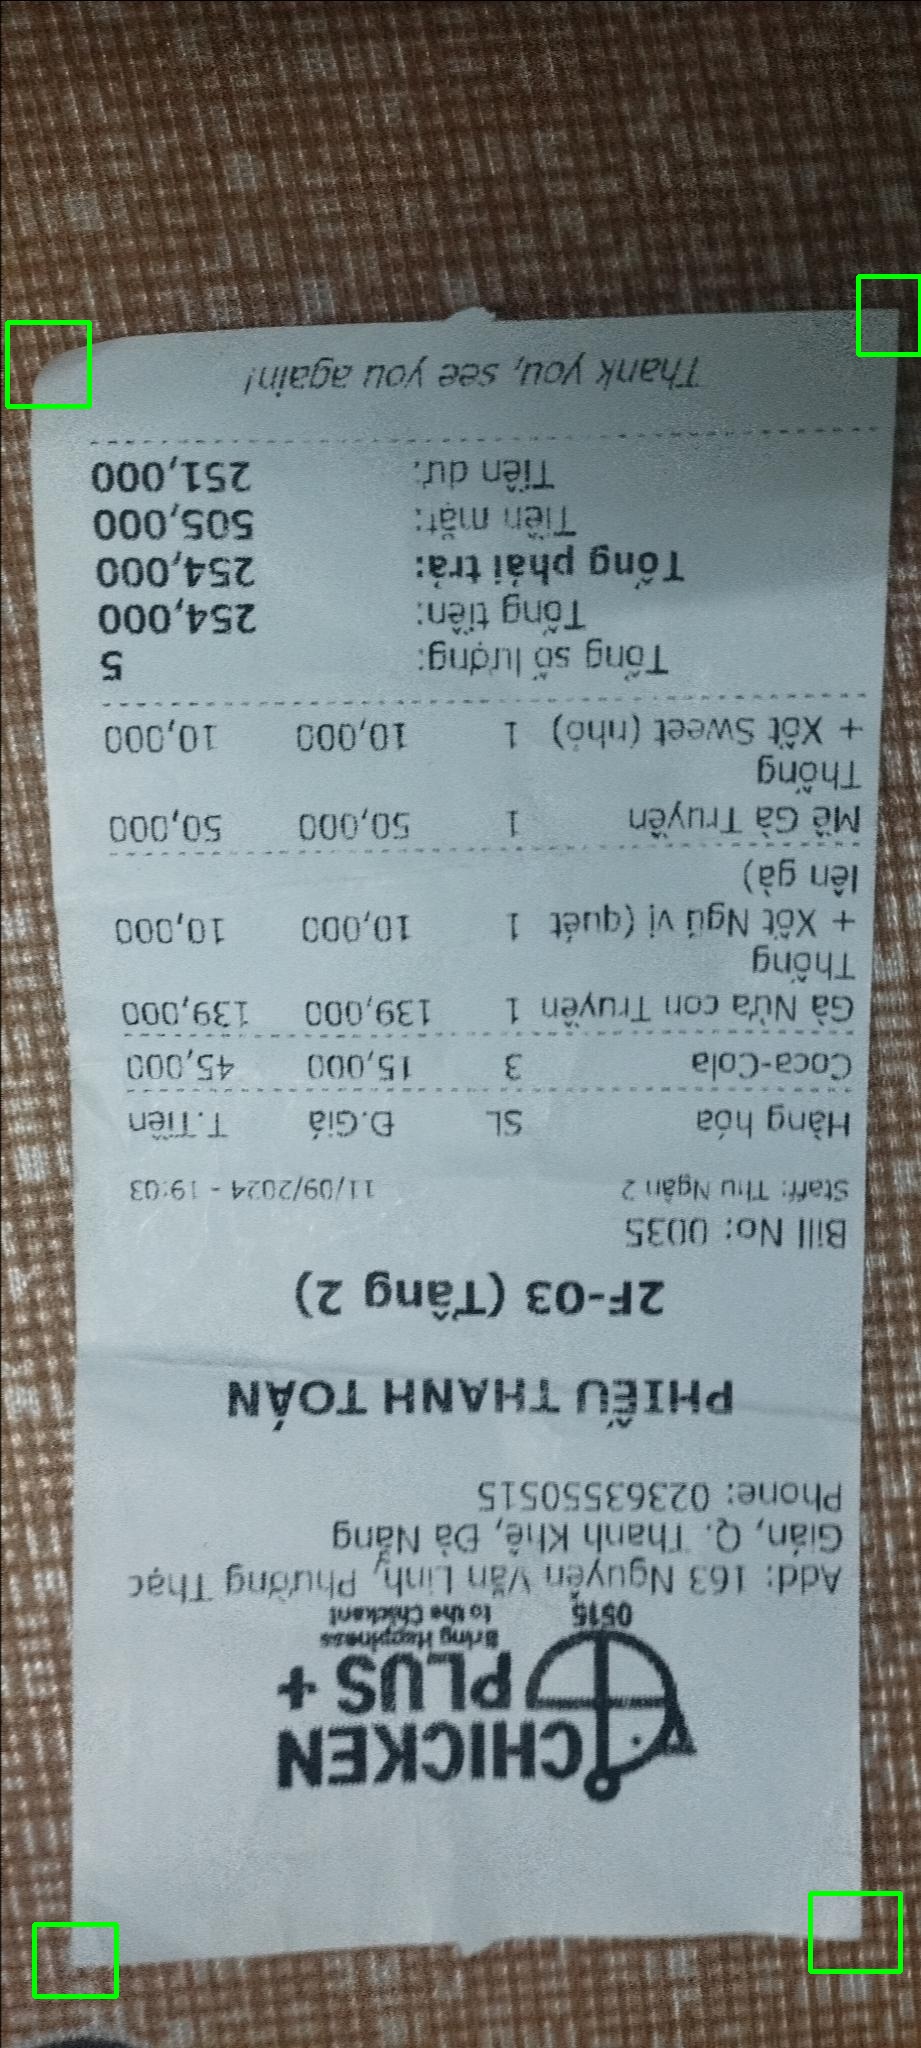 CHICKEN
PLUS +
Bring Happiness
to the Chickant
0515
Add: 163 Nguyễn Văn Linh, Phường Thạc
Gián, Q. Thanh Khê, Đà Nẵng
Phone: 02363550515
PHIẾU THANH TOÁN
2F-03 (Tầng 2)
Bill No: 0035
Staff: Thu Ngân 2 11/09/2024 - 19:03
Hàng hóa SL Đ.Giá T.Tiền
Coca-Cola 3 15,000 45,000
Gà Nửa con Truyền 1 139,000 139,000
Thống
+ Xốt Ngũ vị (quét 1 10,000 10,000
lên gà)
Mề Gà Truyền 1 50,000 50,000
Thống
+ Xốt Sweet (nhỏ) 1 10,000 10,000
Tổng số lượng: 5
Tổng tiền: 254,000
Tổng phải trả: 254,000
Tiền mặt: 505,000
Tiền dư: 251,000
Thank you, see you again!